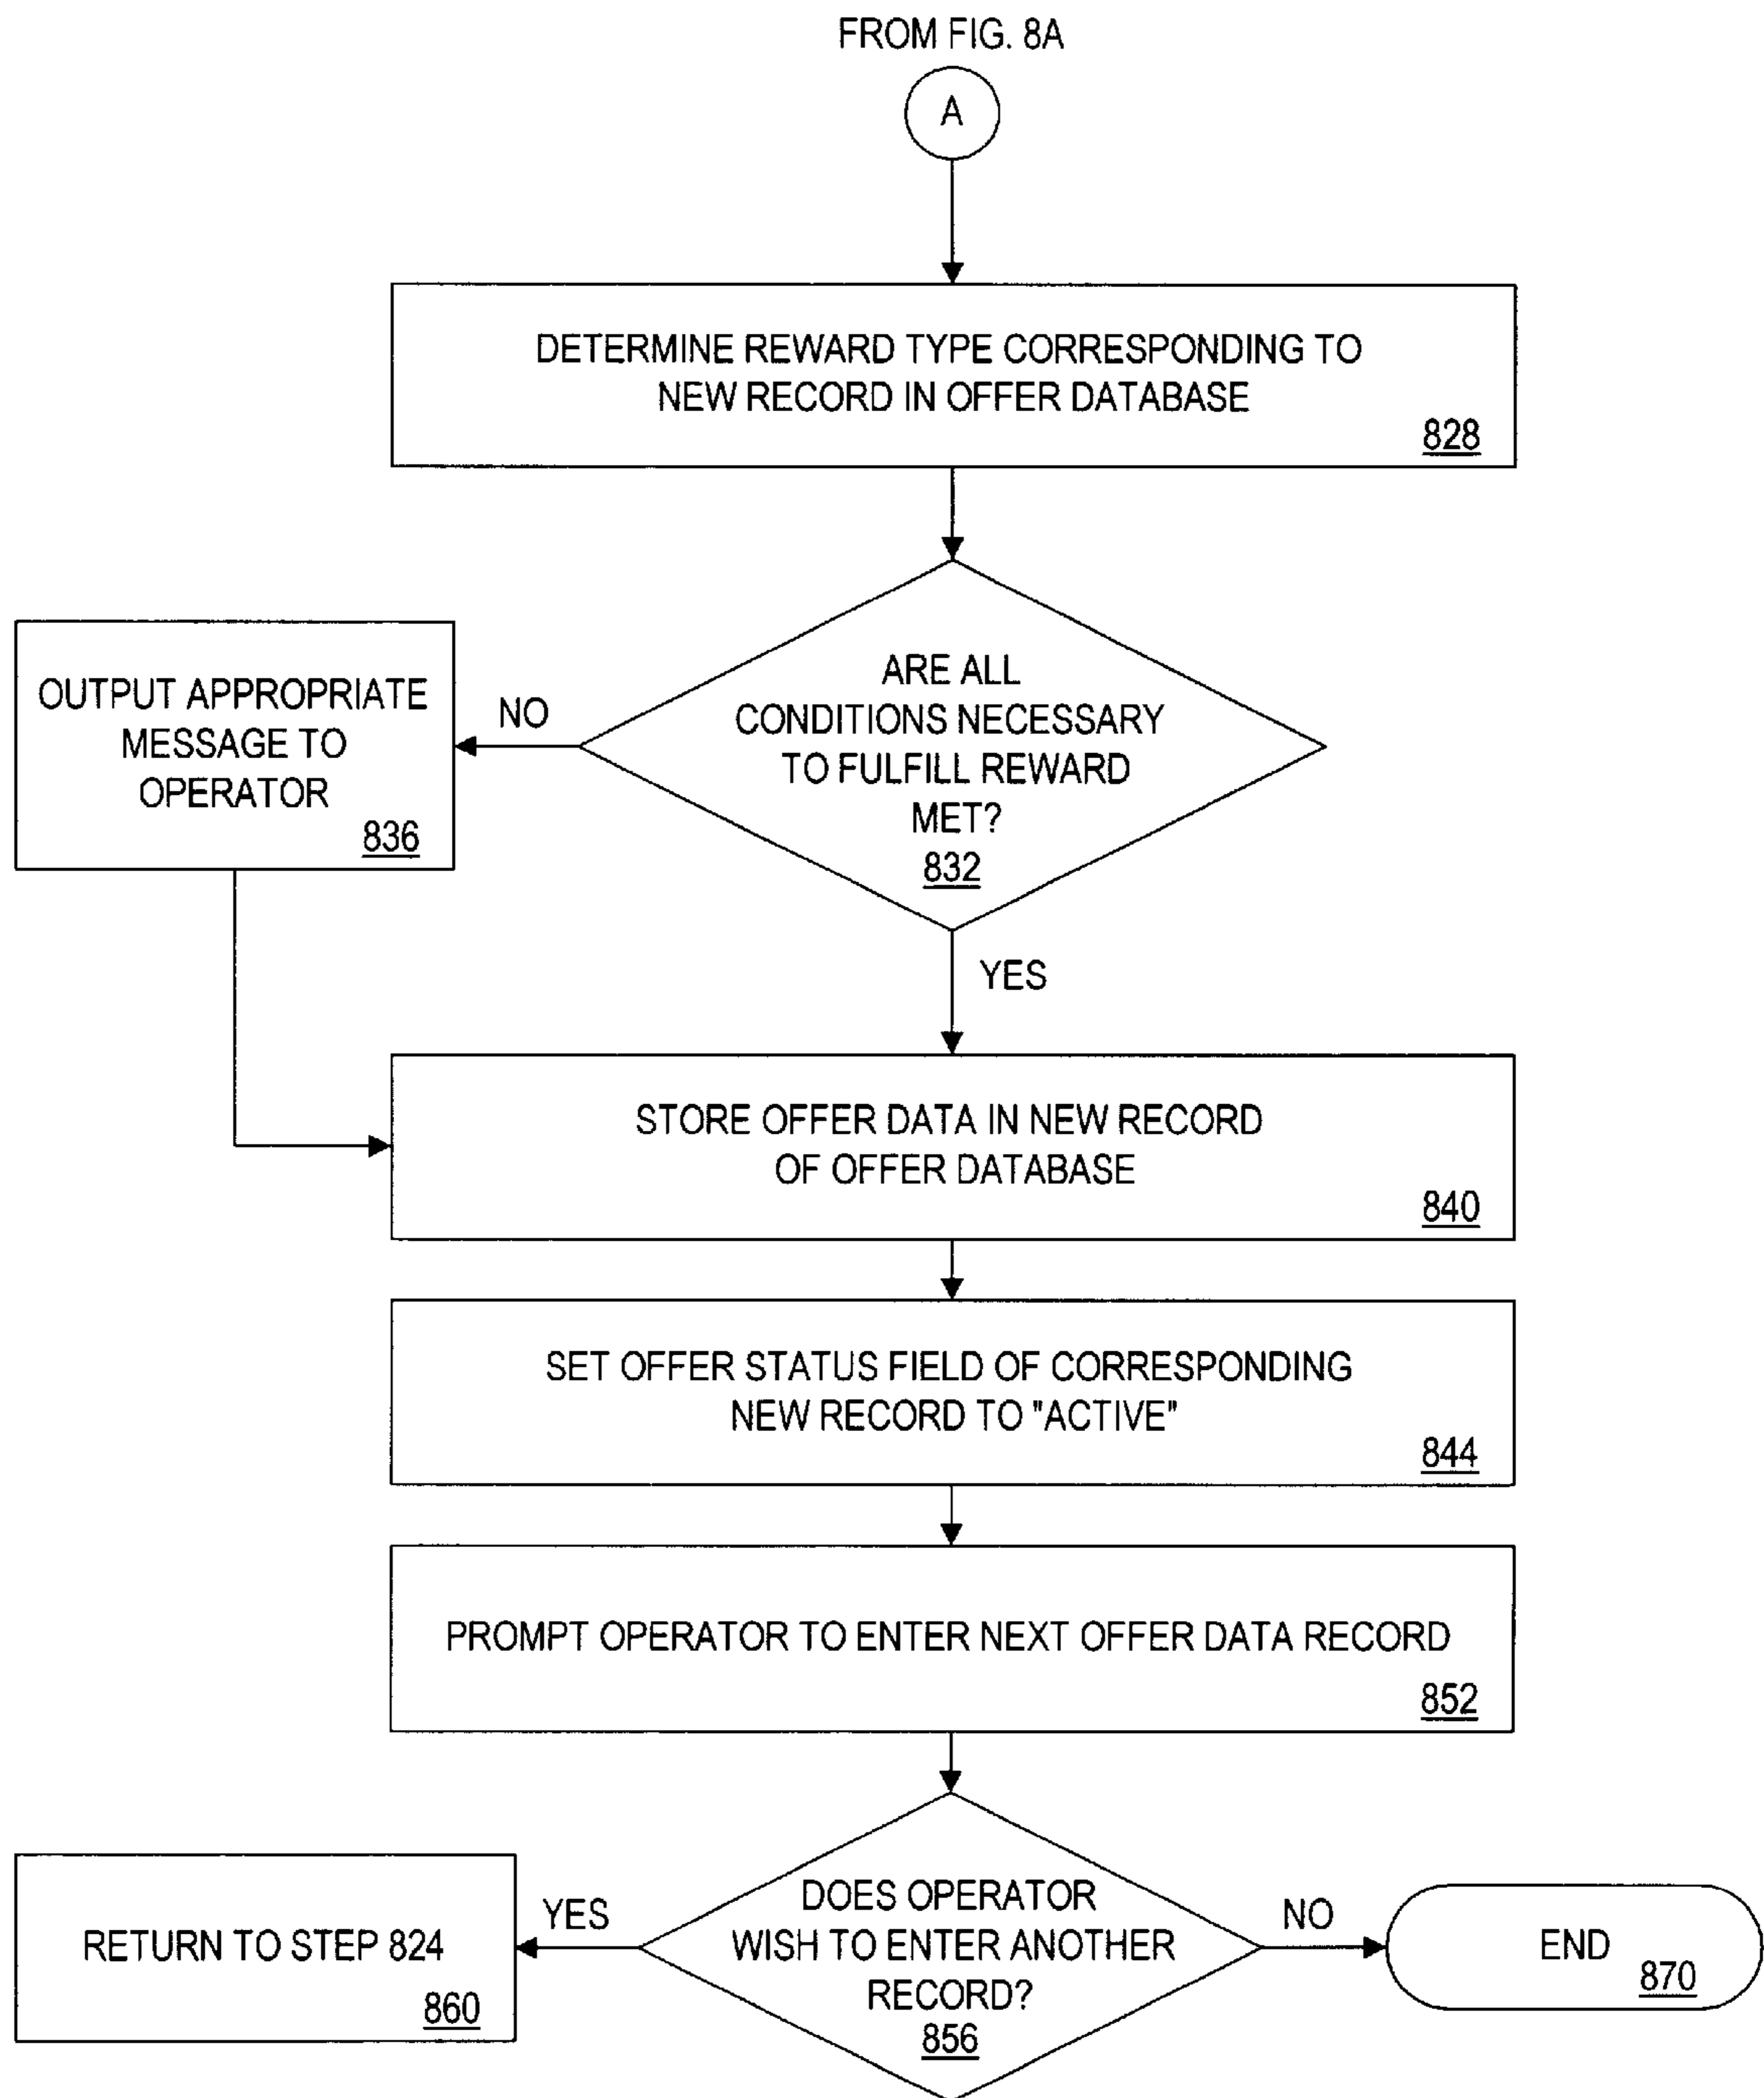 FROM FIG. 8A
A
DETERMINE REWARD TYPE CORRESPONDING TO
NEW RECORD IN OFFER DATABASE
828
ARE ALL
CONDITIONS NECESSARY
TO FULFILL REWARD
MET?
832
NO
OUTPUT APPROPRIATE
MESSAGE TO
OPERATOR
836
YES
STORE OFFER DATA IN NEW RECORD
OF OFFER DATABASE
840
SET OFFER STATUS FIELD OF CORRESPONDING
NEW RECORD TO "ACTIVE"
844
PROMPT OPERATOR TO ENTER NEXT OFFER DATA RECORD
852
DOES OPERATOR
WISH TO ENTER ANOTHER
RECORD?
856
YES
RETURN TO STEP 824
860
NO
END
870